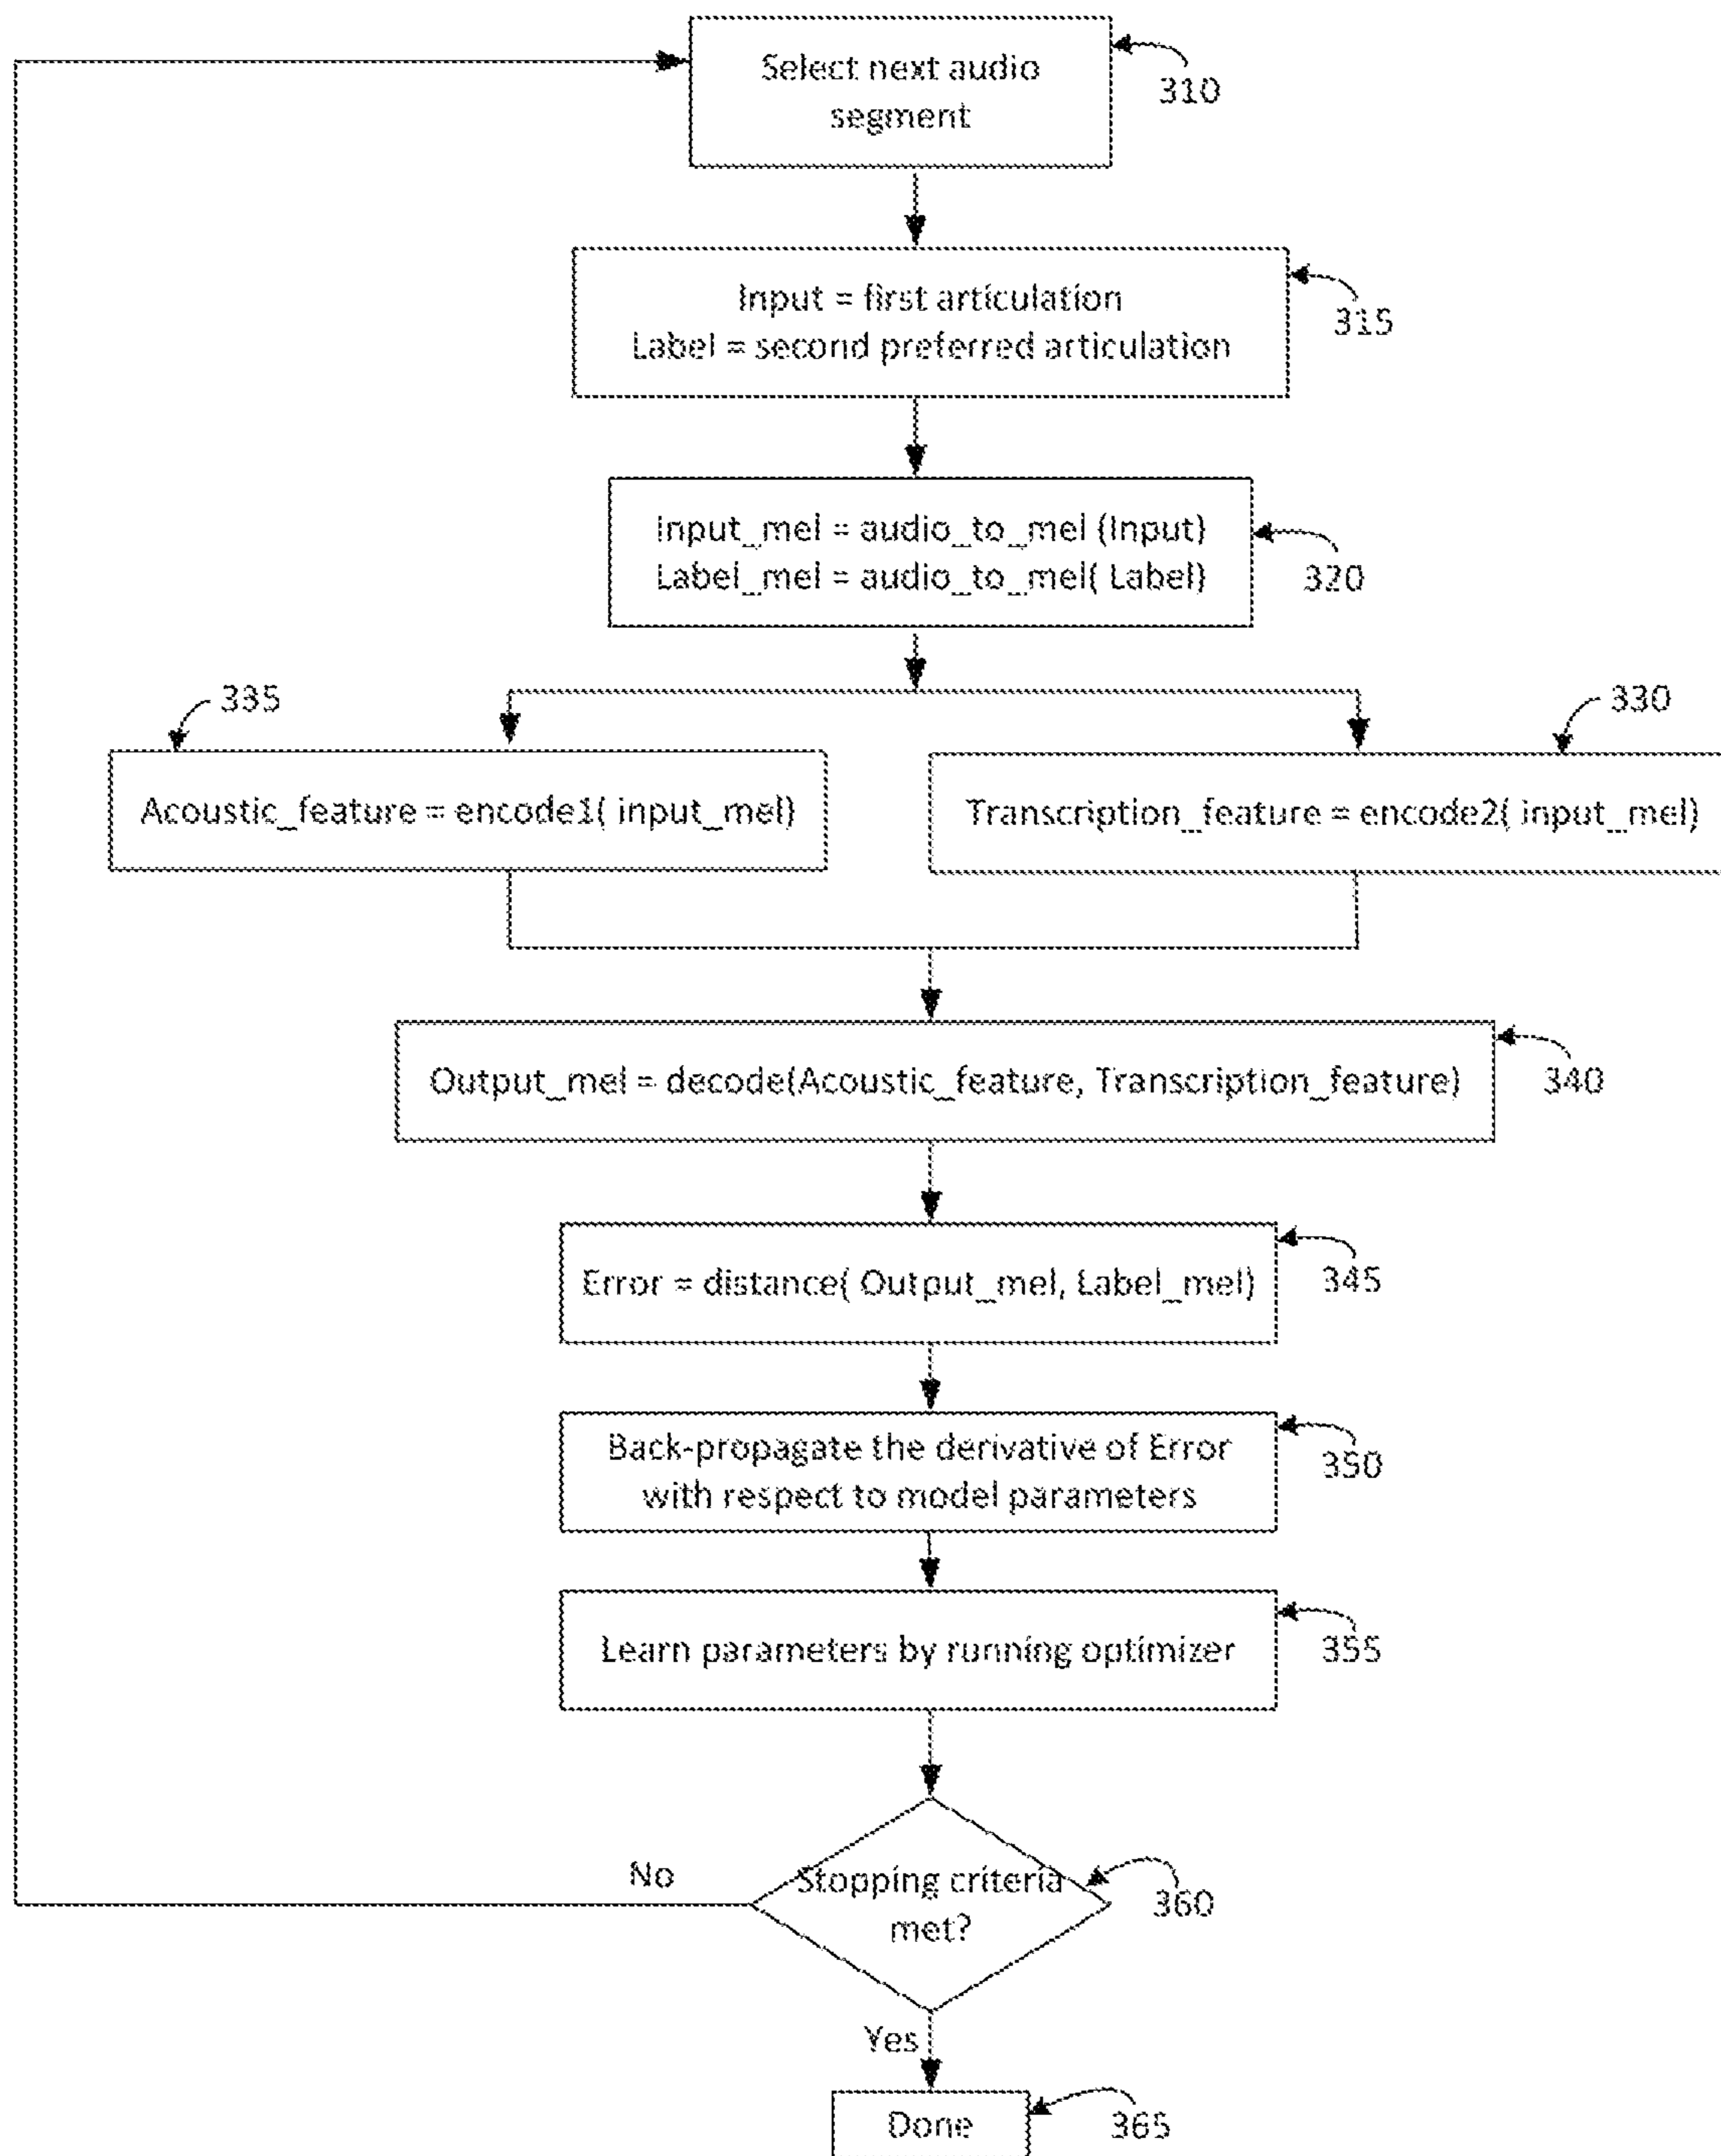 Select next audio
segment
310
Input = first articulation
Label = second preferred articulation
315
Input_mel = audio_to_mel (Input)
Label_mel = audio_to_mel( Label)
320
335
330
Acoustic_feature = encode1( input_mel)
Transcription_feature = encode2( input_mel)
Output_mel = decode(Acoustic_feature, Transcription_feature)
340
Error = distance( Output_mel, Label_mel)
345
Back-propagate the derivative of Error
with respect to model parameters
350
Learn parameters by running optimizer
355
No
Stopping criteria
met?
360
Yes
Done
365